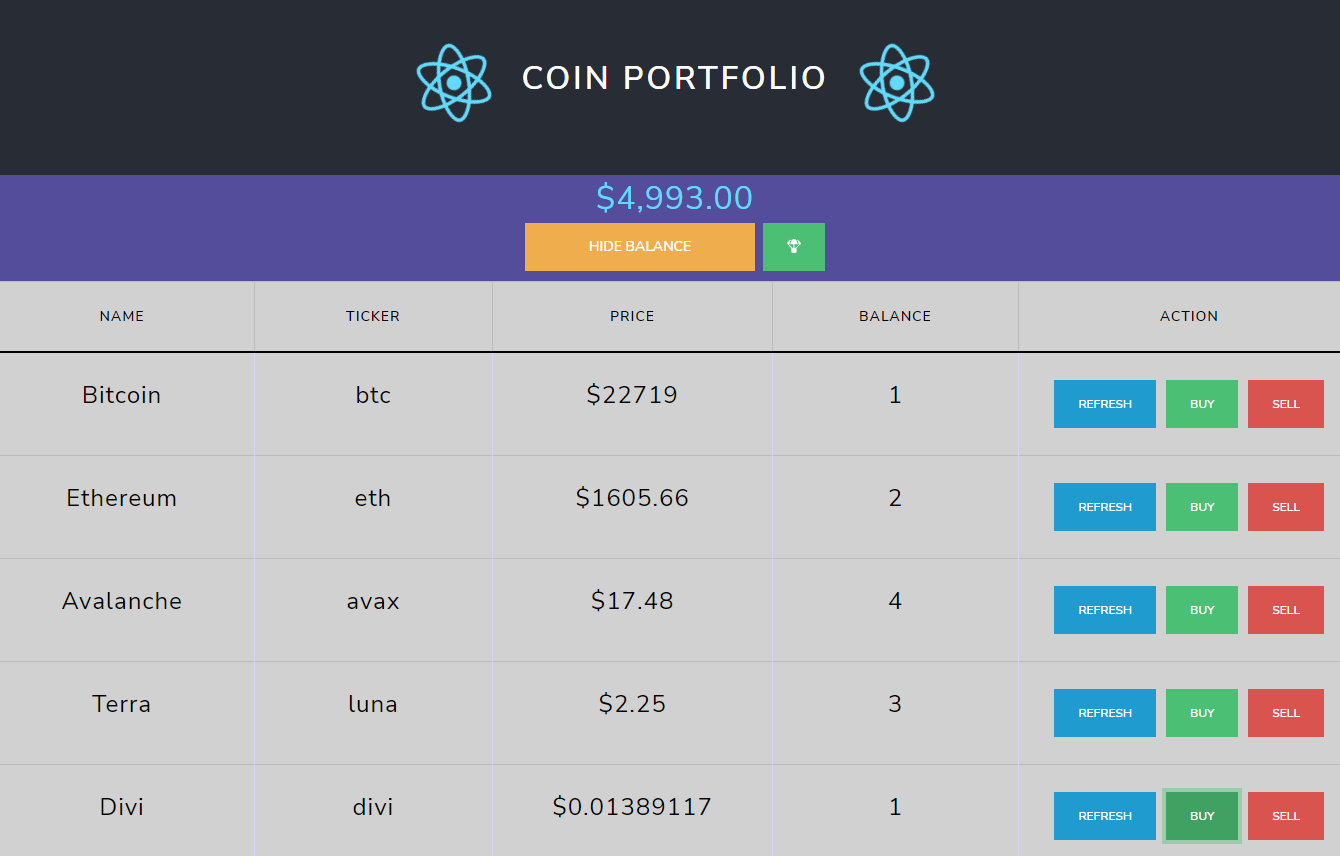 COIN PORTFOLIO
$4,993.00
HIDE BALANCE
NAME TICKER PRICE BALANCE ACTION
Bitcoin btc $22719 1 REFRESH BUY SELL
Ethereum eth $1605.66 2 REFRESH BUY SELL
Avalanche avax $17.48 4 REFRESH BUY SELL
Terra luna $2.25 3 REFRESH BUY SELL
Divi divi $0.01389117 1 REFRESH BUY SELL